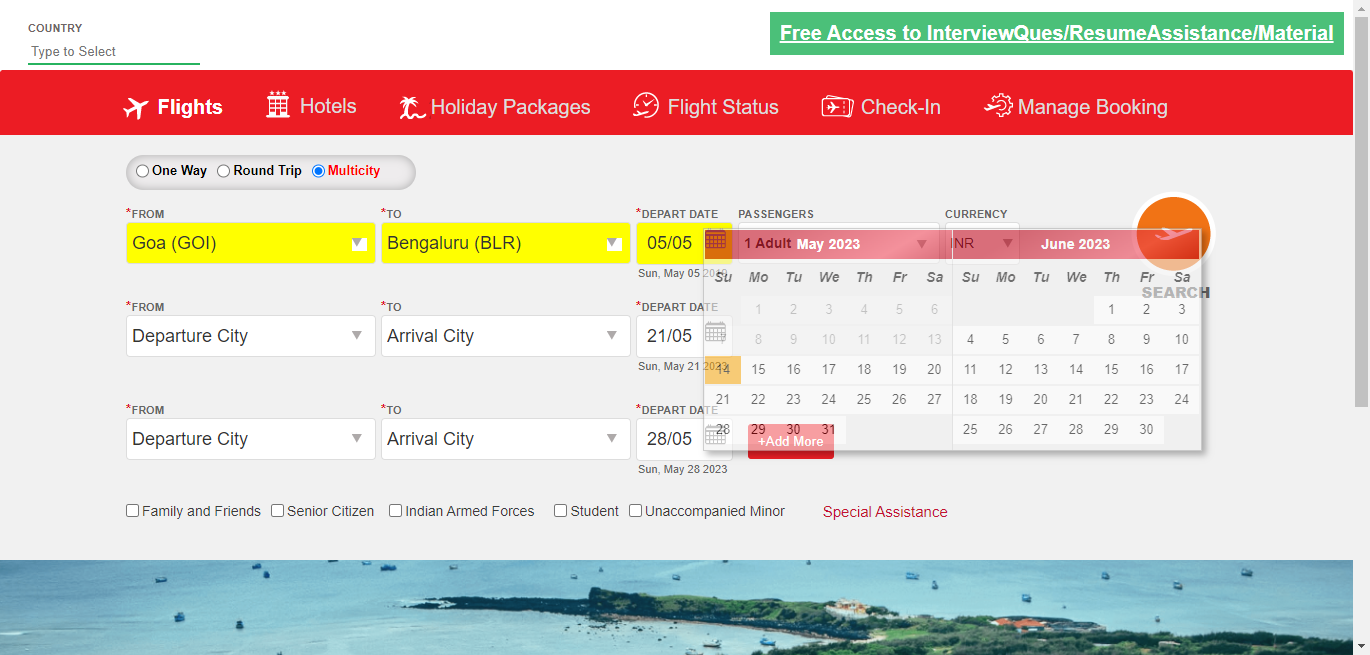 COUNTRY
Type to Select
Free Access to InterviewQues/ResumeAssistance/Material
Flights Hotels Holiday Packages Flight Status Check-In Manage Booking
One Way Round Trip Multicity
*FROM *TO *DEPART DATE PASSENGERS CURRENCY
Goa (GOI) Bengaluru (BLR) 05/05 1 Adult INR
Sun, May 05 2019
SEARCH
May 2023 June 2023
Su Mo Tu We Th Fr Sa Su Mo Tu We Th Fr Sa
1 2 3 4 5 6 1 2 3
7 8 9 10 11 12 13 4 5 6 7 8 9 10
14 15 16 17 18 19 20 11 12 13 14 15 16 17
21 22 23 24 25 26 27 18 19 20 21 22 23 24
28 29 30 31 25 26 27 28 29 30
*FROM *TO *DEPART DATE
Departure City Arrival City 21/05
Sun, May 21 2023
*FROM *TO *DEPART DATE
Departure City Arrival City 28/05 +Add More
Sun, May 28 2023
Family and Friends Senior Citizen Indian Armed Forces Student Unaccompanied Minor Special Assistance